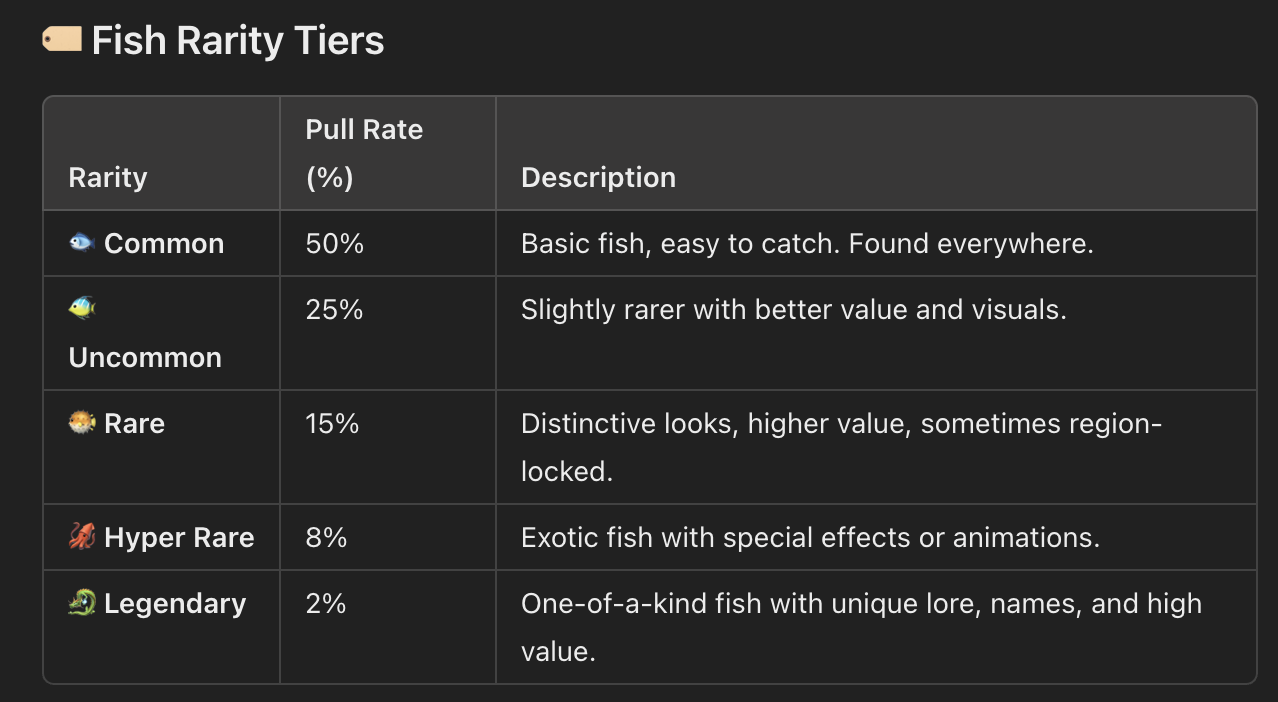 🏷️ Fish Rarity Tiers
Pull Rate
Rarity (%) Description
🐟 Common 50% Basic fish, easy to catch. Found everywhere.
🐠 25% Slightly rarer with better value and visuals.
Uncommon
🐡 Rare 15% Distinctive looks, higher value, sometimes region-
locked.
🦑 Hyper Rare 8% Exotic fish with special effects or animations.
🐉 Legendary 2% One-of-a-kind fish with unique lore, names, and high
value.